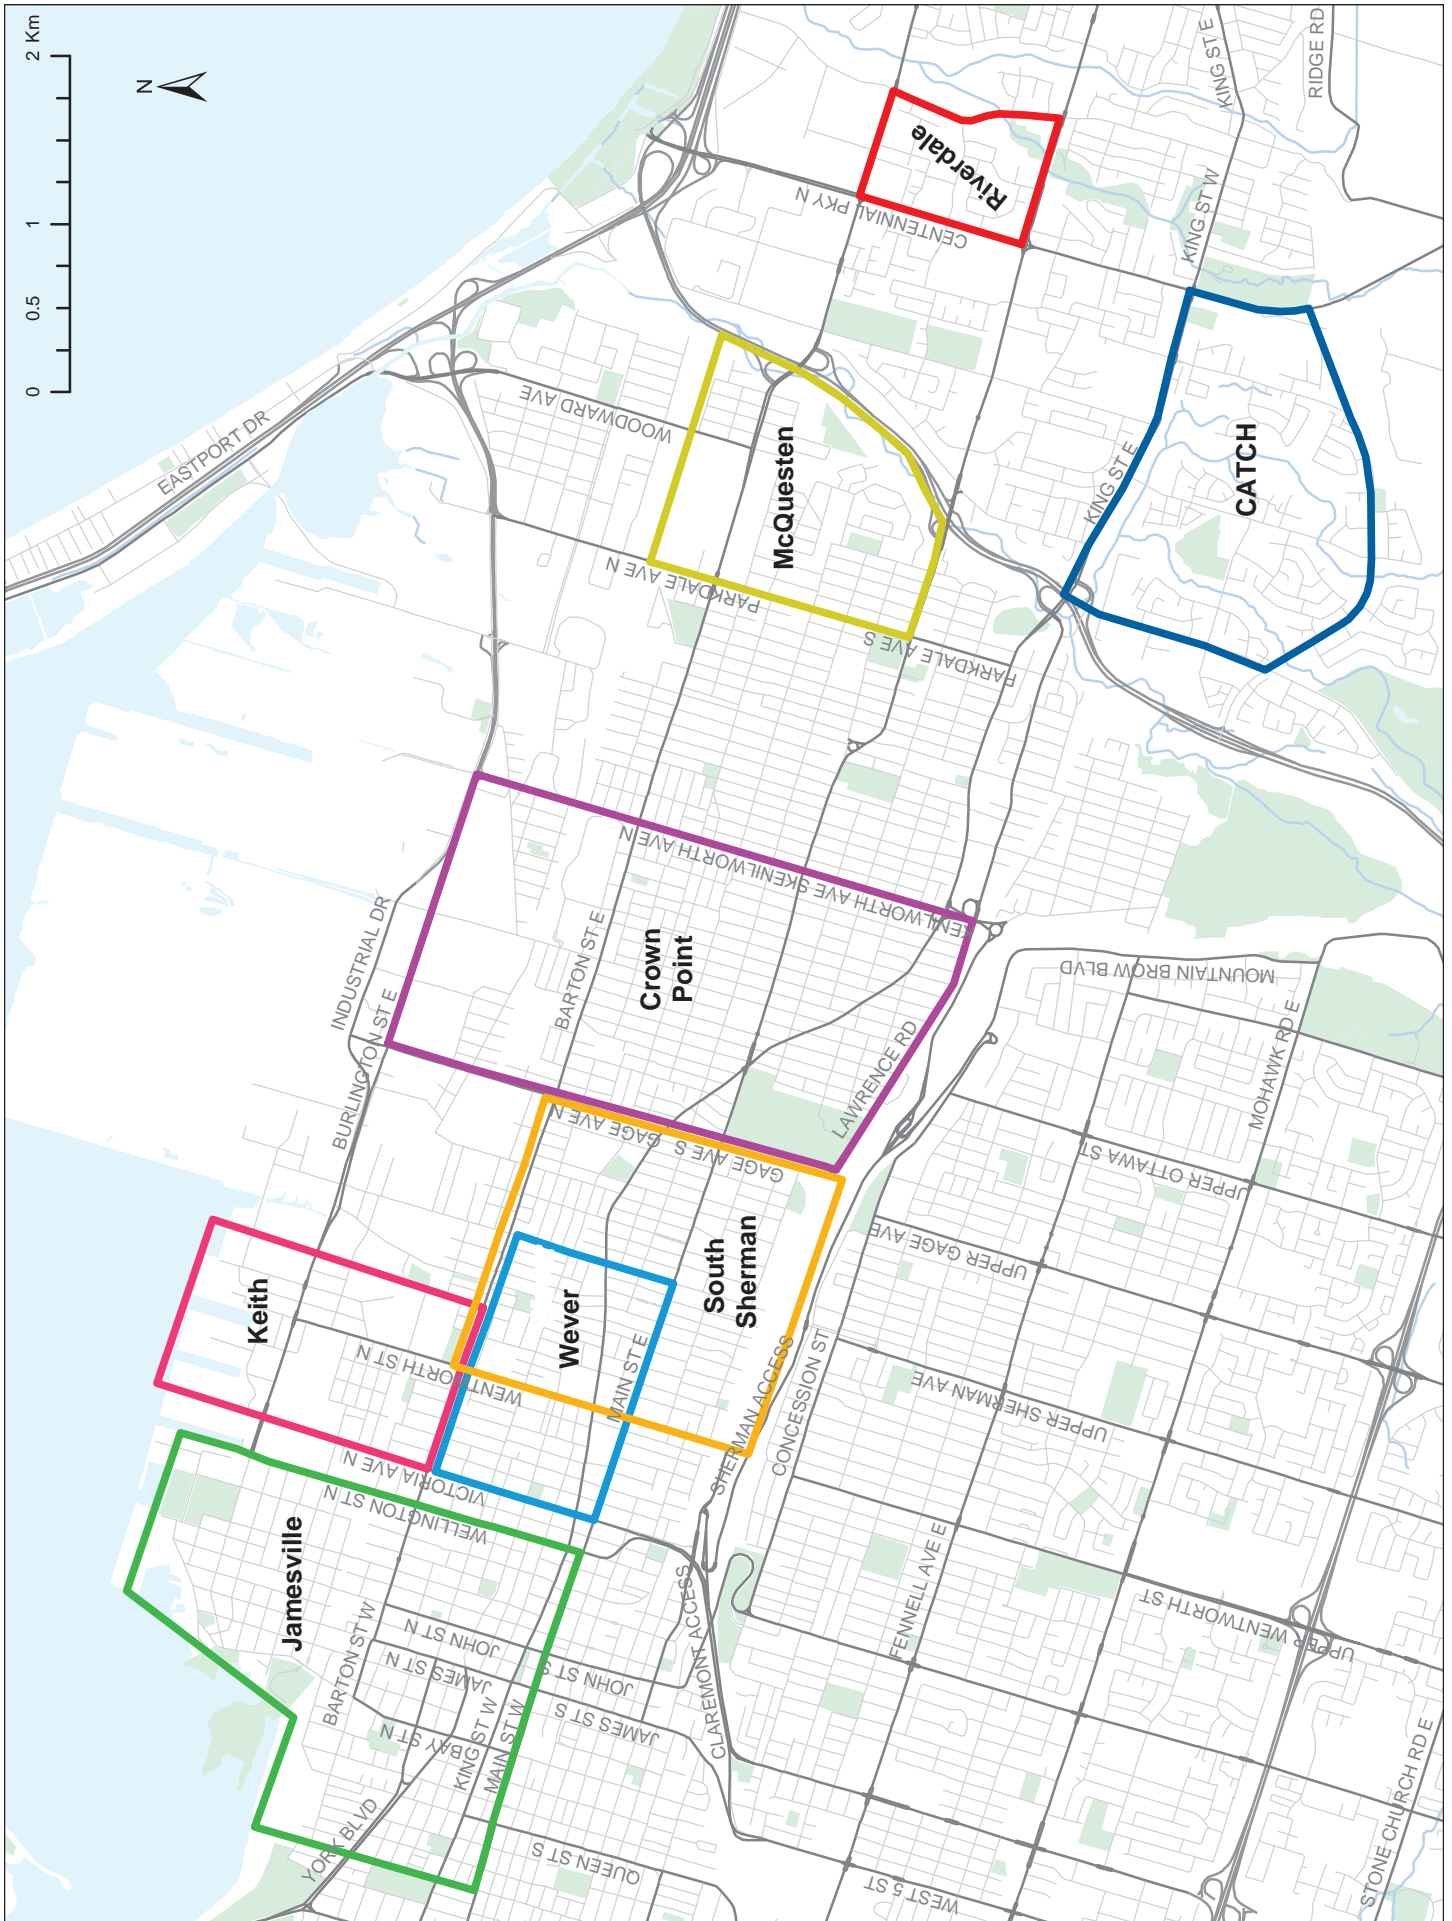 0
0.5
1
2 Km
N
EASTPORT DR
WOODWARD AVE
CENTENNIAL PKY N
Riverdale
KING ST E
RIDGE RD
KING ST W
McQuesten
PARKDALE AVE N
PARKDALE AVE S
KING ST E
CATCH
INDUSTRIAL DR
BURLINGTON ST E
BARTON ST E
Crown
Point
KENILWORTH AVE N
KENILWORTH AVE S
LAWRENCE RD
MOUNTAIN BROW BLVD
MOHAWK RD E
Keith
WENTWORTH ST N
GAGE AVE N
GAGE AVE S
Wever
MAIN ST E
South
Sherman
UPPER GAGE AVE
UPPER OTTAWA ST
SHERMAN ACCESS
CONCESSION ST
UPPER SHERMAN AVE
VICTORIA AVE N
WELLINGTON ST N
Jamesville
BARTON ST W
JOHN ST N
JAMES ST N
BAY ST N
KING ST W
MAIN ST W
YORK BLVD
JOHN ST S
JAMES ST S
QUEEN ST S
CLAREMONT ACCESS
FENNELL AVE E
UPPER WENTWORTH ST
WEST 5 ST
STONE CHURCH RD E